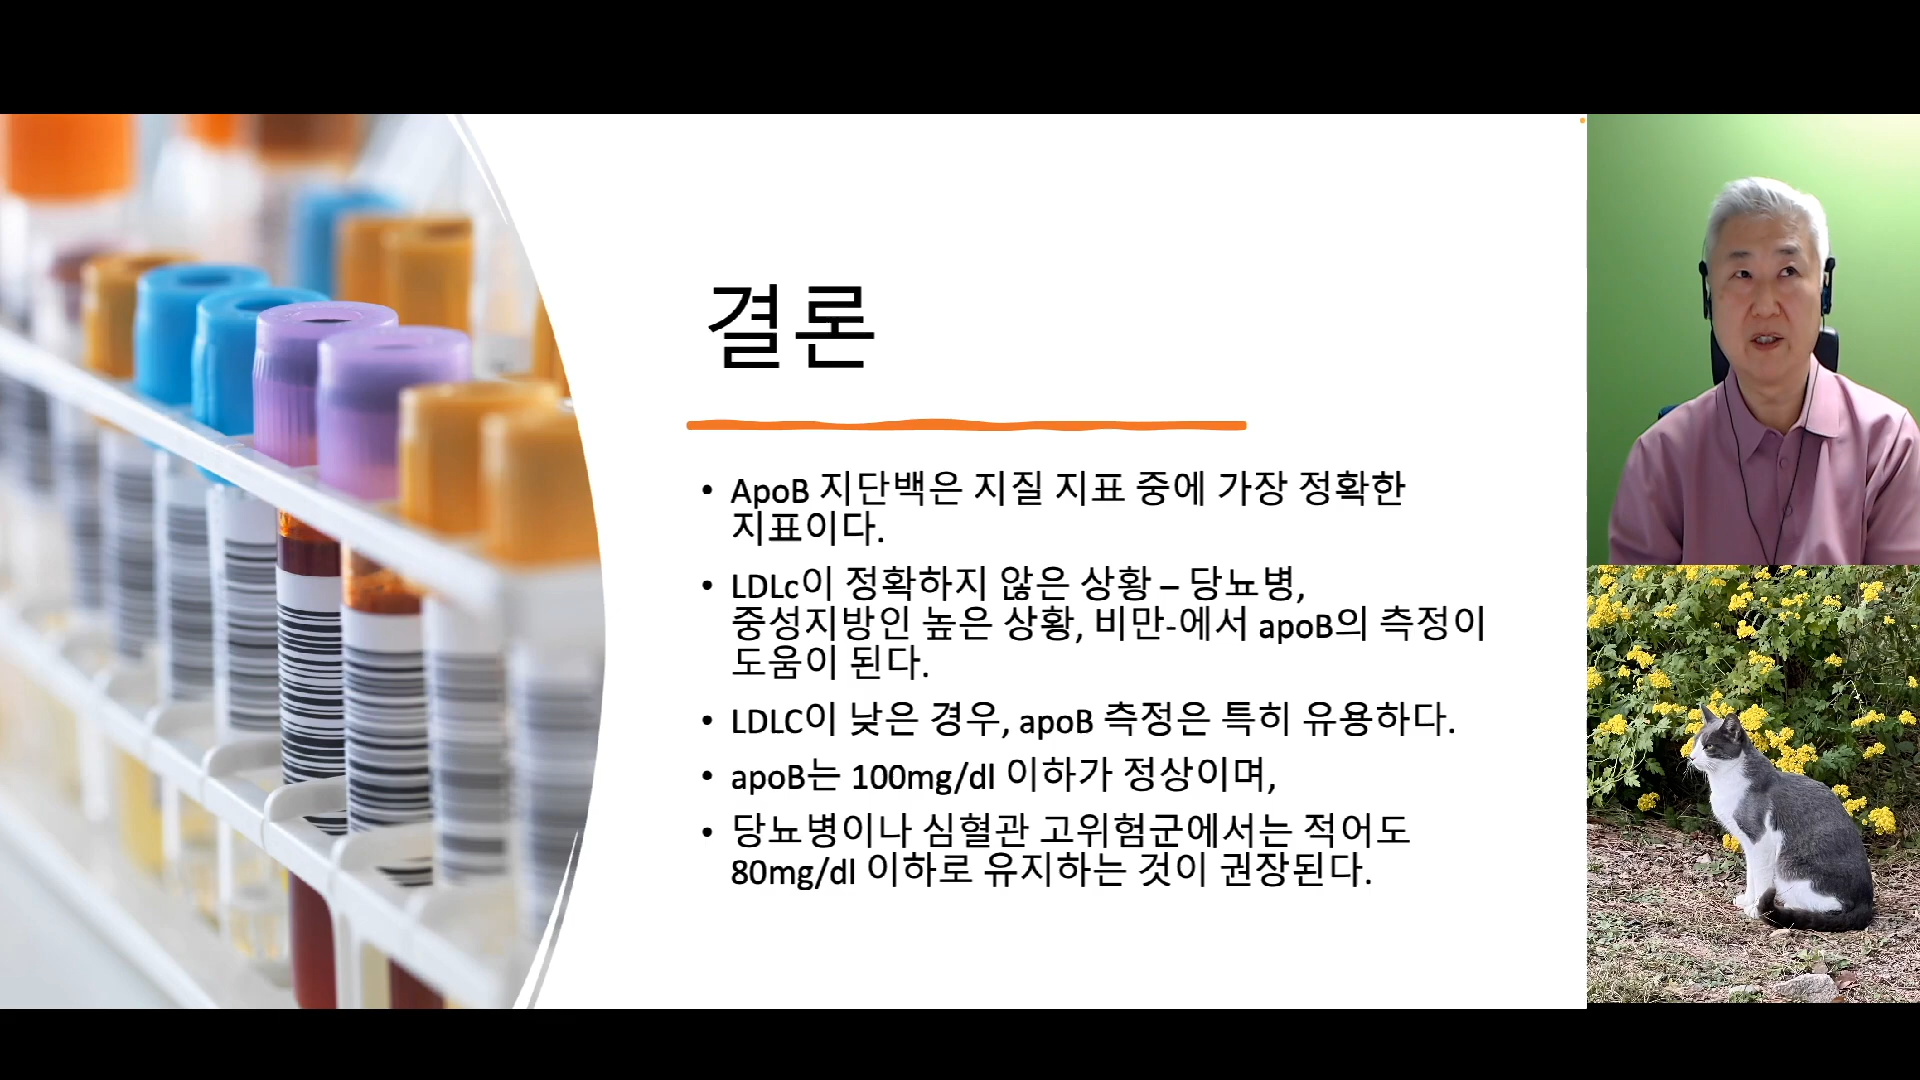 결론
• ApoB 지단백은 지질 지표 중에 가장 정확한
지표이다.
• LDLc이 정확하지 않은 상황 – 당뇨병,
중성지방인 높은 상황, 비만-에서 apoB의 측정이
도움이 된다.
• LDLC이 낮은 경우, apoB 측정은 특히 유용하다.
• apoB는 100mg/dl 이하가 정상이며,
• 당뇨병이나 심혈관 고위험군에서는 적어도
80mg/dl 이하로 유지하는 것이 권장된다.